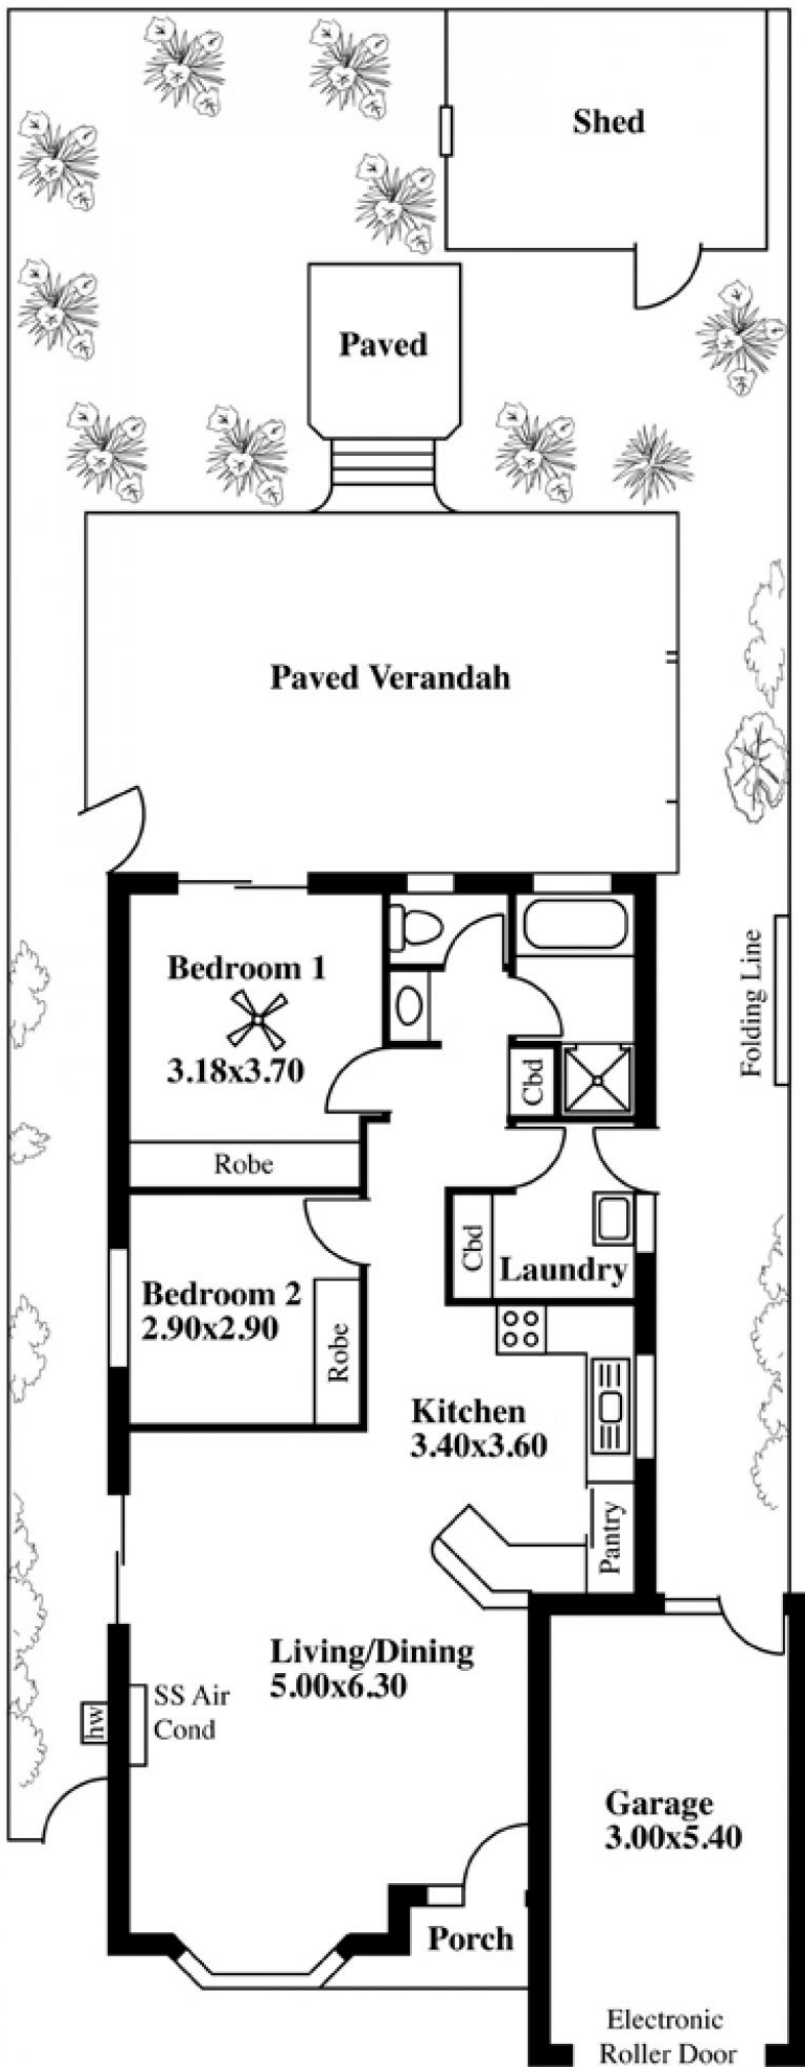 Shed
Paved
Paved Verandah
Bedroom 1
3.18x3.70
Folding Line
Cbd
Robe
Cbd
Laundry
Bedroom 2
2.90x2.90
Robe
Kitchen
3.40x3.60
Pantry
Living/Dining
5.00x6.30
SS Air
Cond
hw
Garage
3.00x5.40
Porch
Electronic
Roller Door